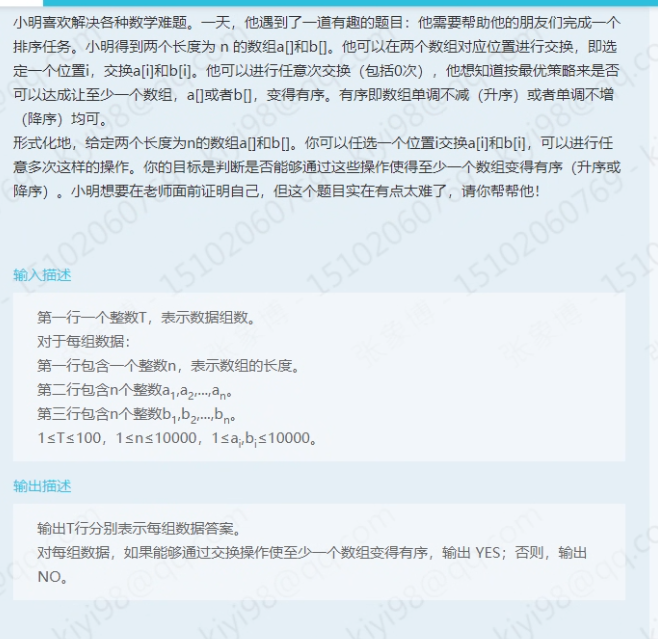 小明喜欢解决各种数学难题。一天，他遇到了一道有趣的题目：他需要帮助他的朋友们完成一个
排序任务。小明得到两个长度为 n 的数组a[]和b[]。他可以在两个数组对应位置进行交换，即选
定一个位置i，交换a[i]和b[i]。他可以进行任意次交换（包括0次），他想知道按最优策略来是否
可以达成让至少一个数组，a[]或者b[]，变得有序。有序即数组单调不减（升序）或者单调不增
（降序）均可。
形式化地，给定两个长度为n的数组a[]和b[]。你可以任选一个位置i交换a[i]和b[i]，可以进行任
意多次这样的操作。你的目标是判断是否能够通过这些操作使得至少一个数组变得有序（升序或
降序）。小明想要在老师面前证明自己，但这个题目实在有点太难了，请你帮帮他！
输入描述
第一行一个整数T，表示数据组数。
对于每组数据：
第一行包含一个整数n，表示数组的长度。
第二行包含n个整数a1,a2,...,an。
第三行包含n个整数b1,b2,...,bn。
1≤T≤100，1≤n≤10000，1≤ai,bi≤10000。
输出描述
输出T行分别表示每组数据答案。
对每组数据，如果能够通过交换操作使至少一个数组变得有序，输出 YES；否则，输出
NO。